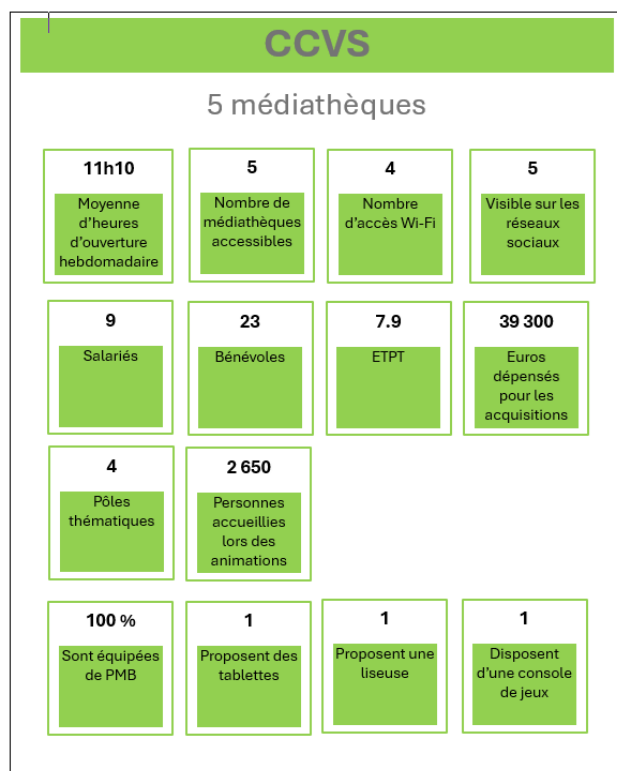 CCVS
5 médiathèques
11h10
Moyenne
d'heures
d'ouverture
hebdomadaire
5
Nombre de
médiathèques
accessibles
4
Nombre
d'accès Wi-Fi
5
Visible sur les
réseaux
sociaux
9
Salariés
23
Bénévoles
7.9
ETPT
39 300
Euros
dépensés
pour les
acquisitions
4
Pôles
thématiques
2 650
Personnes
accueillies
lors des
animations
100 %
Sont équipées
de PMB
1
Proposent des
tablettes
1
Proposent une
liseuse
1
Disposent
d'une console
de jeux